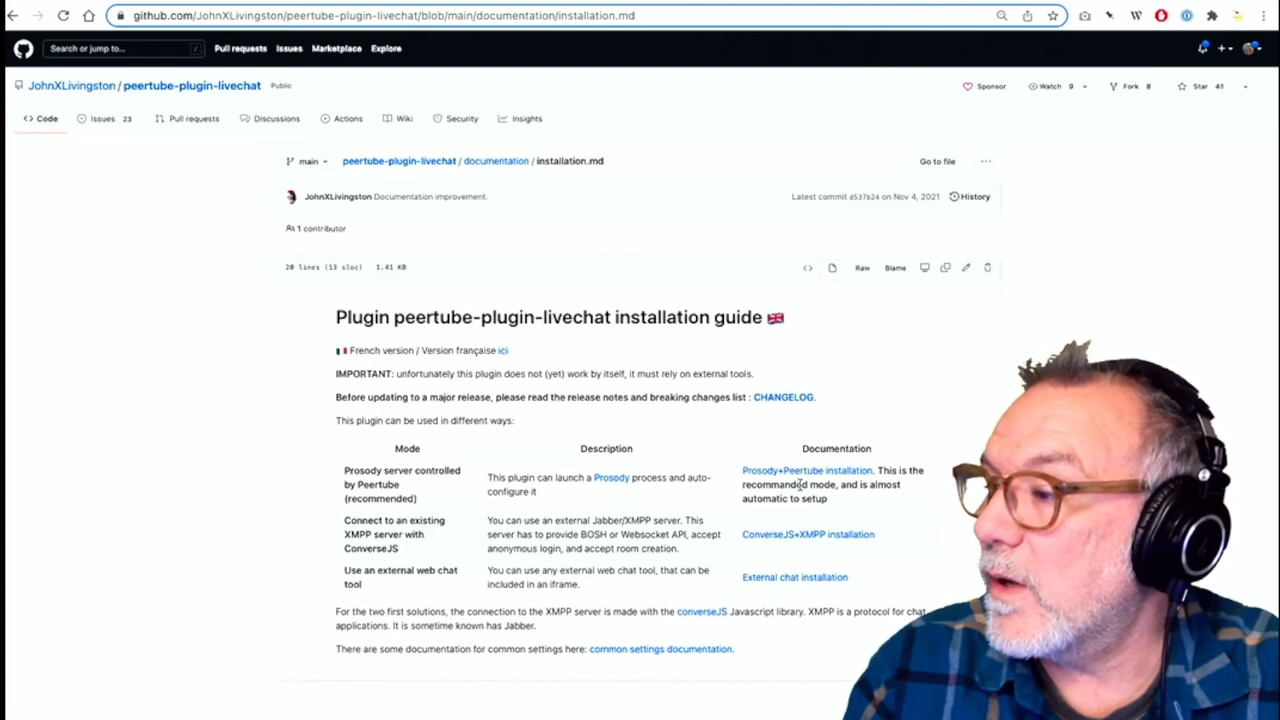 github.com/JohnXLivingston/peertube-plugin-livechat/blob/main/documentation/installation.md
Search or jump to... /
Pull requests Issues Marketplace Explore
JohnXLivingston / peertube-plugin-livechat Public
Sponsor Watch 9 Fork 8 Star 41
Code Issues 23 Pull requests Discussions Actions Wiki Security Insights
main peertube-plugin-livechat / documentation / installation.md Go to file ...
JohnXLivingston Documentation improvement. Latest commit d537b24 on Nov 4, 2021 History
1 contributor
20 lines (13 sloc) 1.41 KB Raw Blame
Plugin peertube-plugin-livechat installation guide
French version / Version française ici
IMPORTANT: unfortunately this plugin does not (yet) work by itself, it must rely on external tools.
Before updating to a major release, please read the release notes and breaking changes list : CHANGELOG.
This plugin can be used in different ways:
Mode Description Documentation
Prosody server controlled
by Peertube
(recommended)
This plugin can launch a Prosody process and auto-
configure it
Prosody+Peertube installation. This is the
recommanded mode, and is almost
automatic to setup
Connect to an existing
XMPP server with
ConverseJS
You can use an external Jabber/XMPP server. This
server has to provide BOSH or Websocket API, accept
anonymous login, and accept room creation.
ConverseJS+XMPP installation
Use an external web chat
tool
You can use any external web chat tool, that can be
included in an iframe.
External chat installation
For the two first solutions, the connection to the XMPP server is made with the converseJS Javascript library. XMPP is a protocol for chat
applications. It is sometime known has Jabber.
There are some documentation for common settings here: common settings documentation.